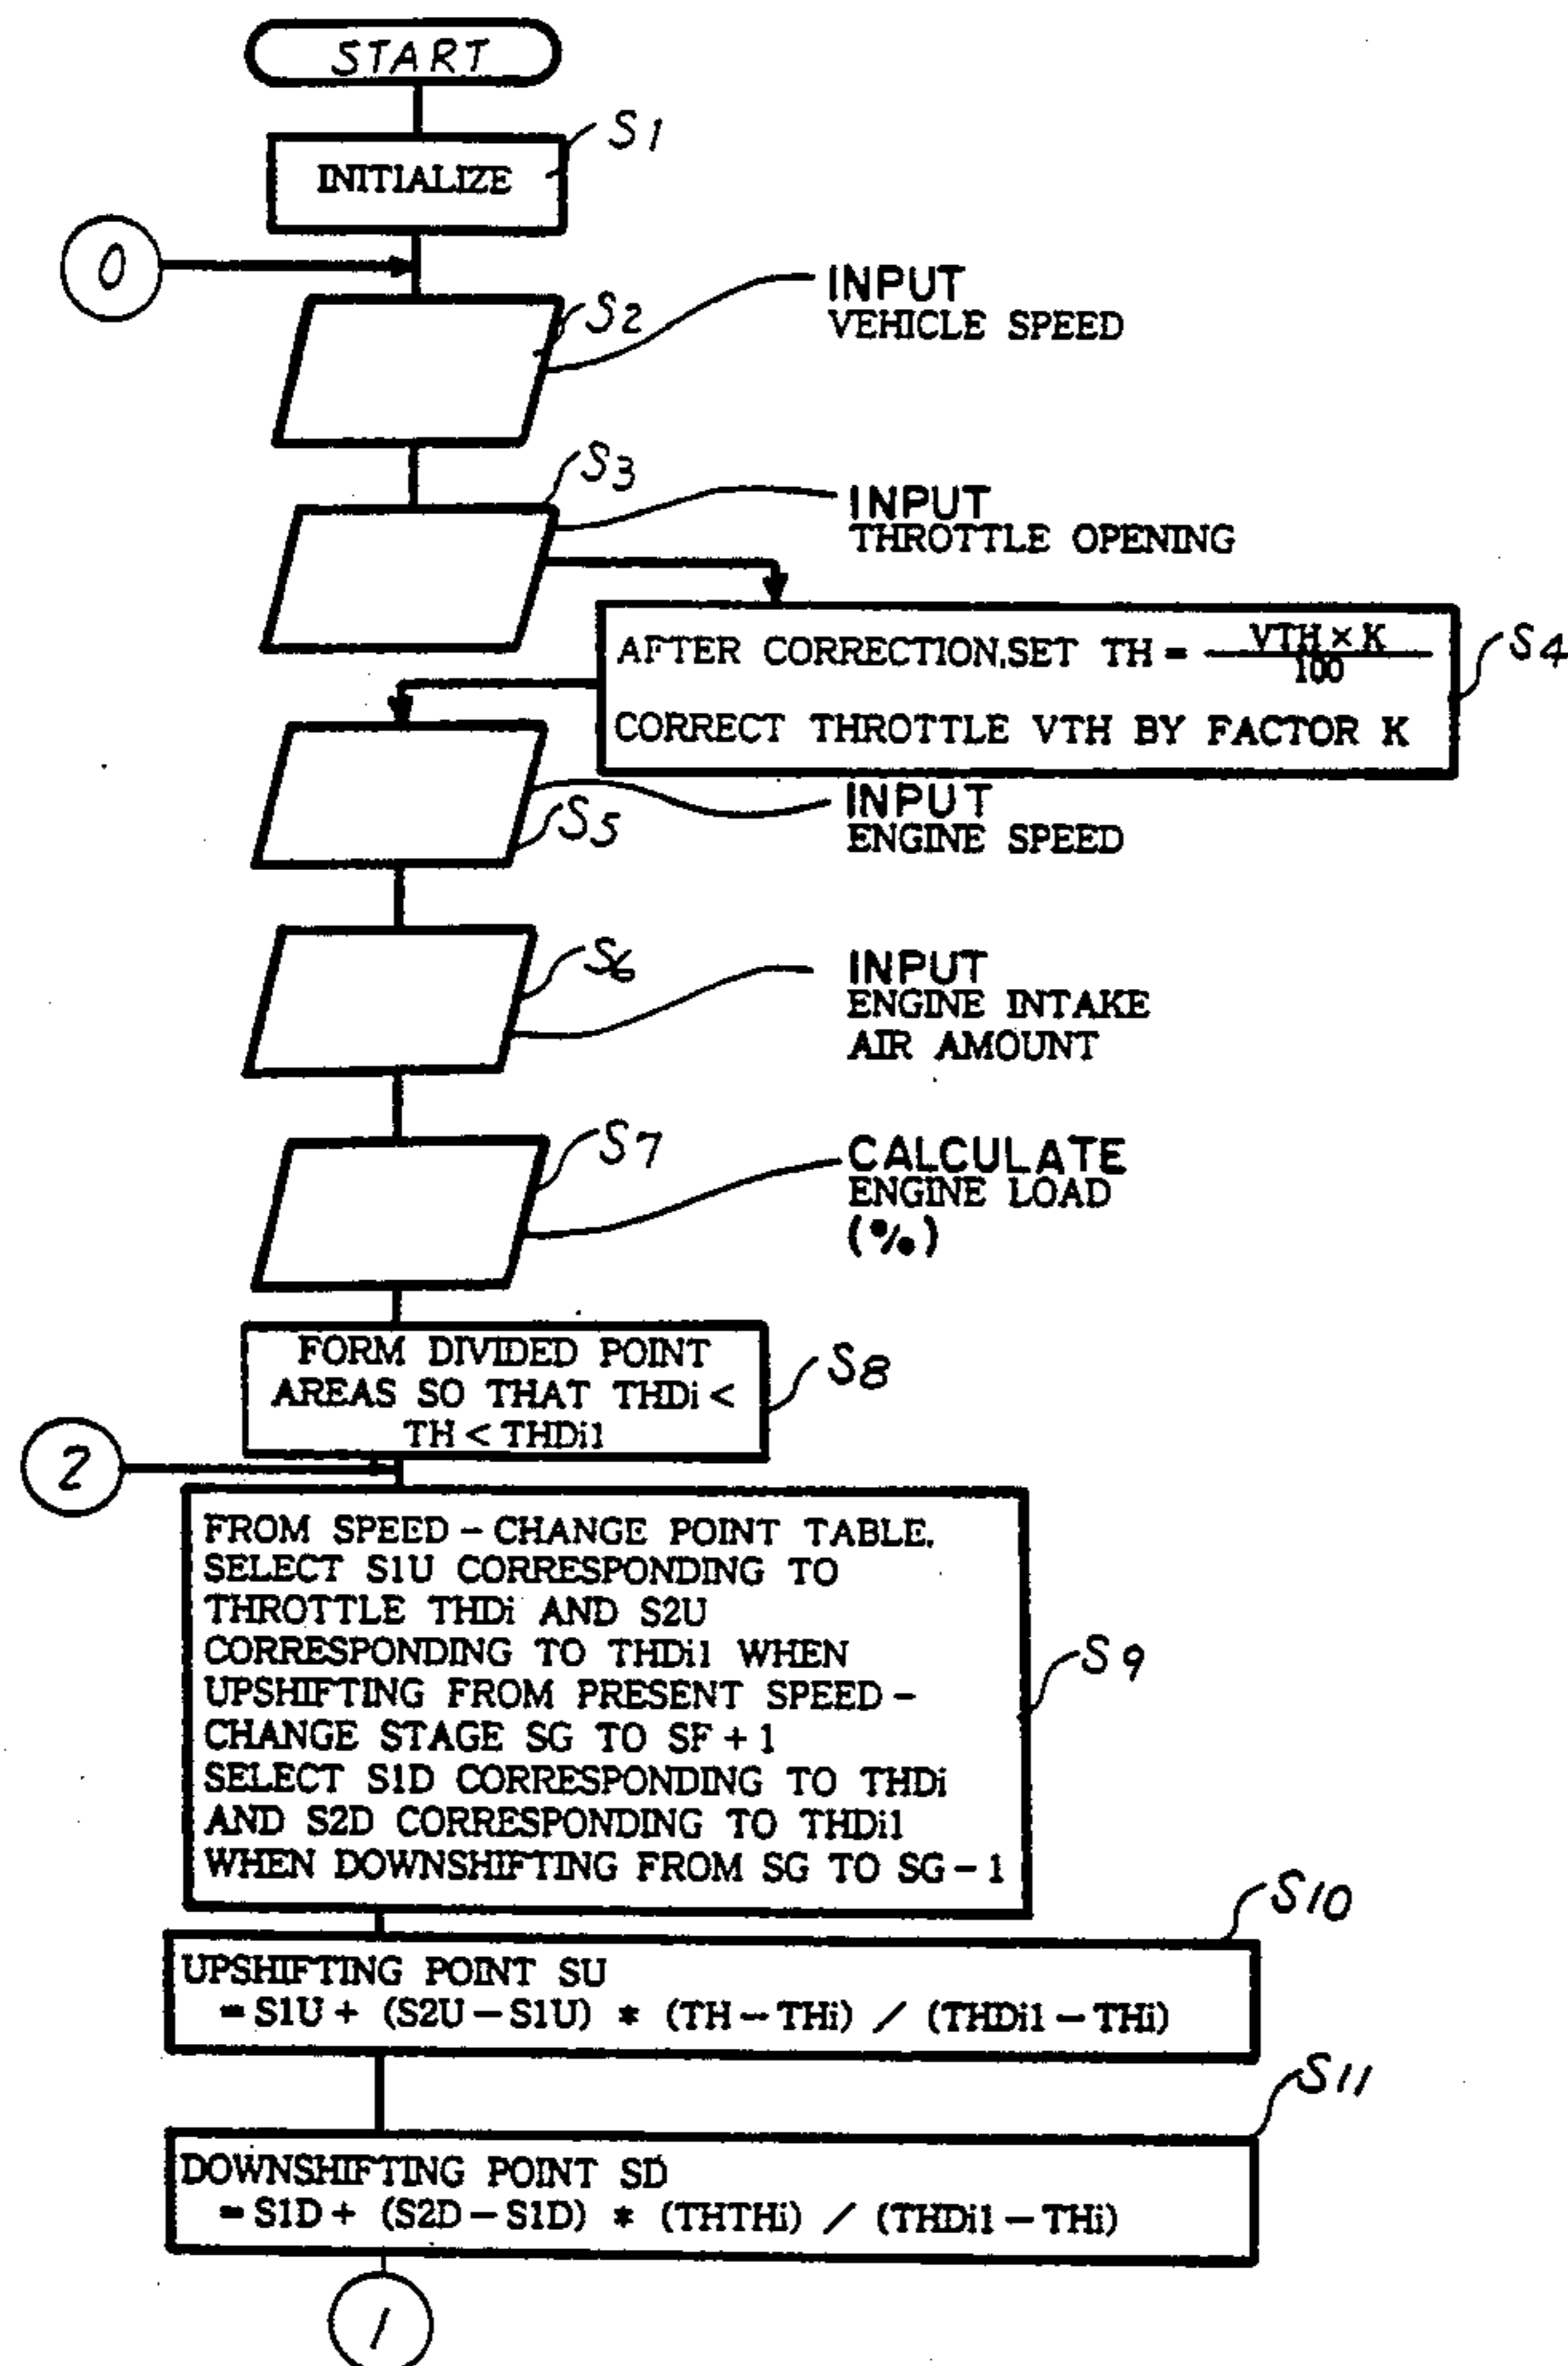 START
S1
INITIALIZE
0
S2
INPUT
VEHICLE SPEED
S3
INPUT
THROTTLE OPENING
AFTER CORRECTION,SET TH = VTH × K
100
S4
CORRECT THROTTLE VTH BY FACTOR K
S5
INPUT
ENGINE SPEED
S6
INPUT
ENGINE INTAKE
AIR AMOUNT
S7
CALCULATE
ENGINE LOAD
(%)
FORM DIVIDED POINT
AREAS SO THAT THDi <
TH < THDi1
S8
2
FROM SPEED - CHANGE POINT TABLE.
SELECT S1U CORRESPONDING TO
THROTTLE THDi AND S2U
CORRESPONDING TO THDi1 WHEN
UPSHIFTING FROM PRESENT SPEED -
CHANGE STAGE SG TO SF + 1
SELECT S1D CORRESPONDING TO THDi
AND S2D CORRESPONDING TO THDi1
WHEN DOWNSHIFTING FROM SG TO SG - 1
S9
S10
UPSHIFTING POINT SU
= S1U + (S2U - S1U) * (TH - THi) / (THDi1 - THi)
S11
DOWNSHIFTING POINT SD
= S1D + (S2D - S1D) * (THTHi) / (THDi1 - THi)
1